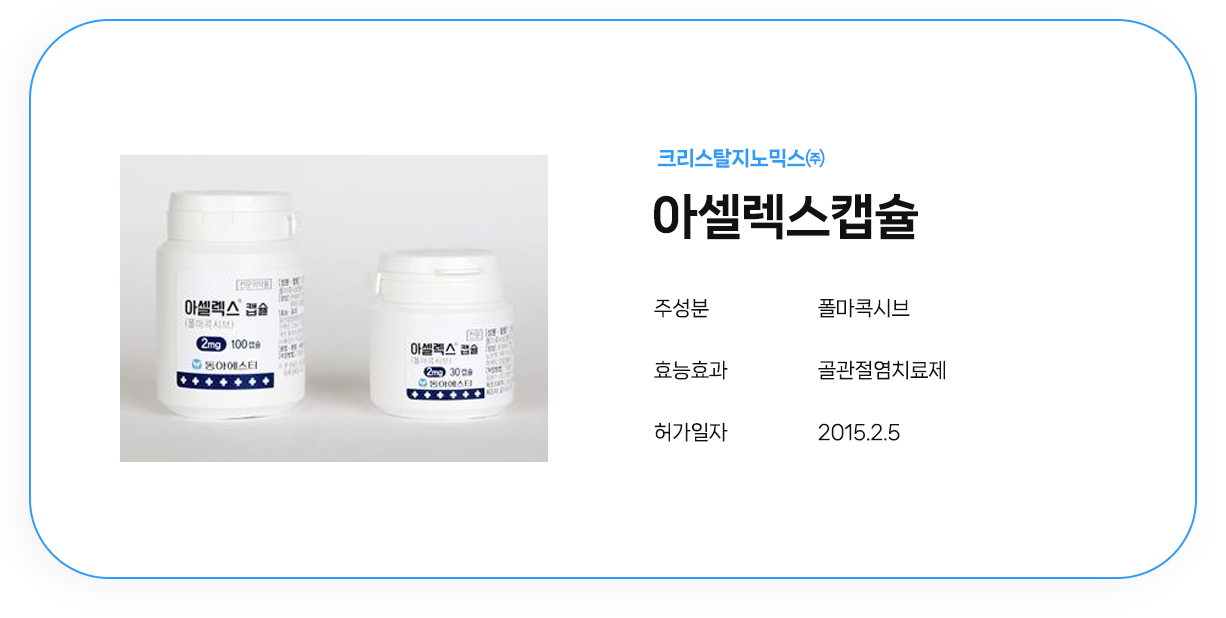 크리스탈지노믹스㈜
아셀렉스캡슐
주성분 폴마콕시브
효능효과 골관절염치료제
허가일자 2015.2.5
전문의약품
아셀렉스® 캡슐
(폴마콕시브)
2mg 100캡슐
동아에스티
전문
아셀렉스® 캡슐
(폴마콕시브)
2mg 30캡슐
동아에스티